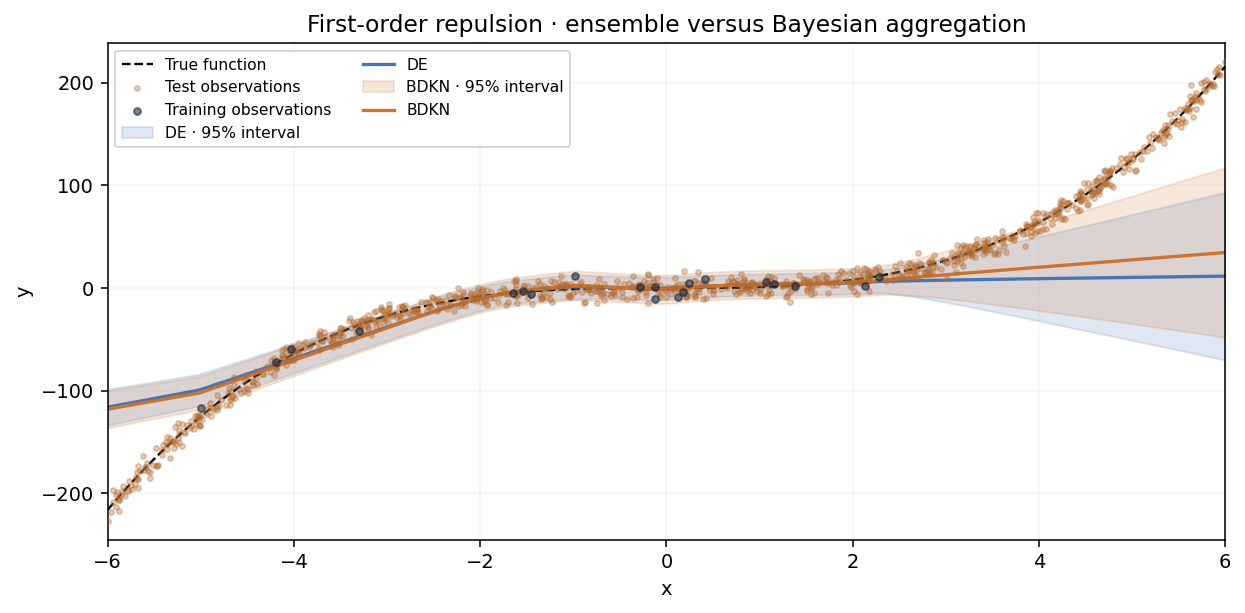 First-order repulsion · ensemble versus Bayesian aggregation
True function
Test observations
Training observations
DE · 95% interval
DE
BDKN · 95% interval
BDKN
200
100
0
−100
−200
y
−6
−4
−2
0
2
4
6
x